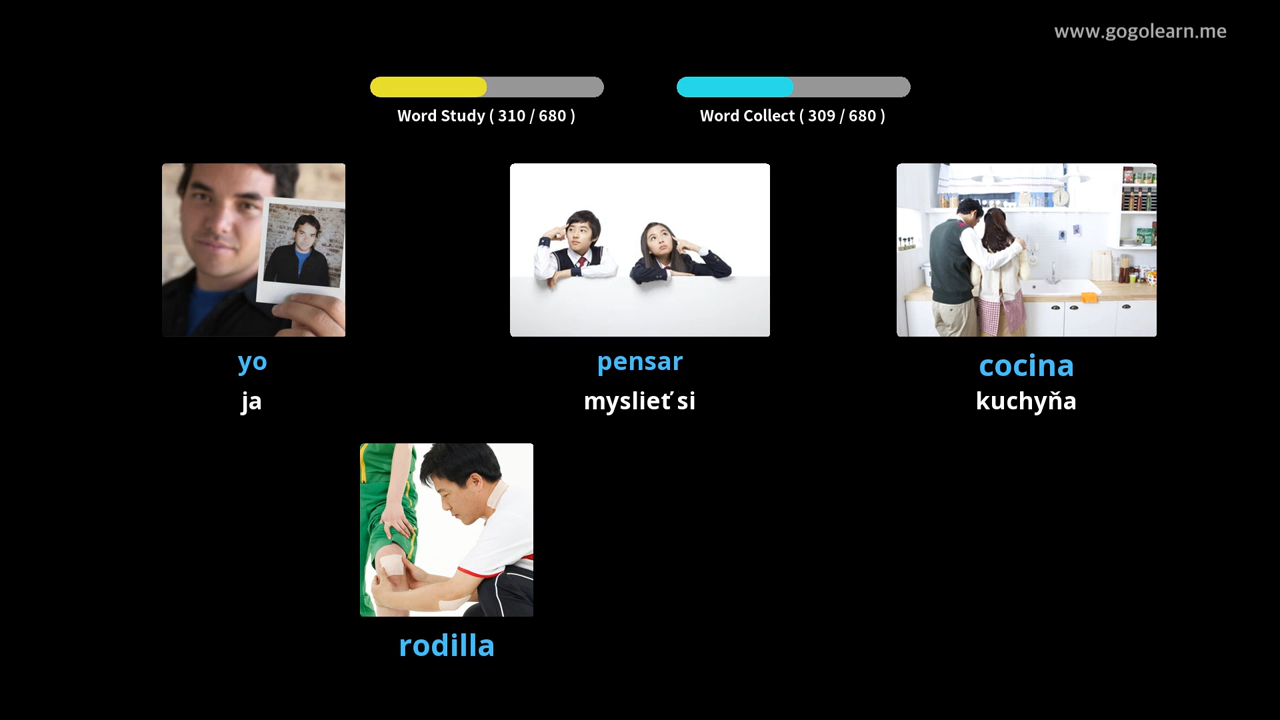 www.gogolearn.me
Word Study ( 310 / 680 )
Word Collect ( 309 / 680 )
yo
pensar
cocina
ja
myslieť si
kuchyňa
rodilla